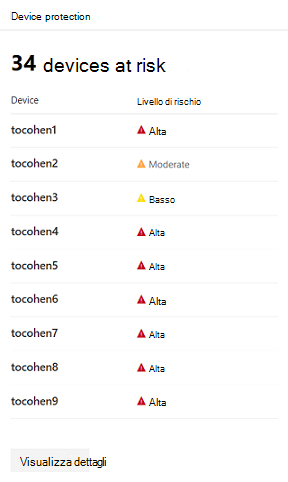 Device protection
34 devices at risk
Device Livello di rischio
tocohen1 Alta
tocohen2 Moderate
tocohen3 Basso
tocohen4 Alta
tocohen5 Alta
tocohen6 Alta
tocohen7 Alta
tocohen8 Alta
tocohen9 Alta
Visualizza dettagli